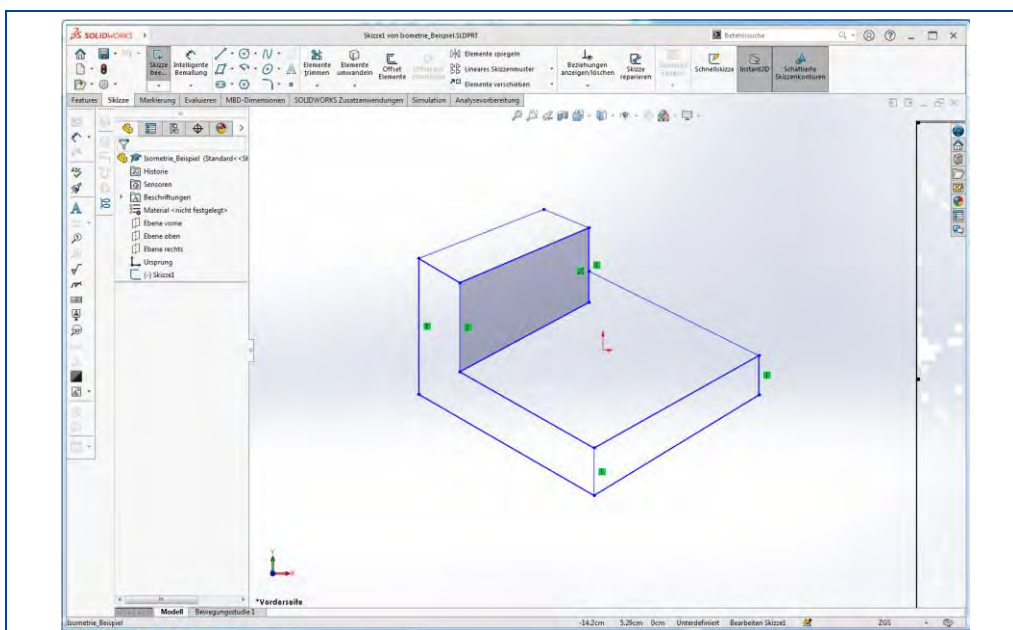 SOLIDWORKS
Skizze1 von Isometrie_Beispiel.SLDPRT
Befehlssuche
Skizze bee...
Intelligente Bemaßung
Elemente trimmen
Elemente umwandeln
Offset Elemente
Elemente spiegeln
Lineares Skizzenmuster
Elemente verschieben
Beziehungen anzeigen/löschen
Skizze reparieren
Schnellskizze
Instant2D
Schattierte Skizzenkonturen
Features Skizze Markierung Evaluieren MBD-Dimensionen SOLIDWORKS Zusatzanwendungen Simulation Analysevorbereitung
Isometrie_Beispiel (Standard<<S
Historie
Sensoren
Beschriftungen
Material <nicht festgelegt>
Ebene vorne
Ebene oben
Ebene rechts
Ursprung
(-) Skizze1
Y
X
*Vorderseite
Modell Bewegungsstudie 1
Isometrie_Beispiel
-14.2cm 5.29cm 0cm Unterdefiniert Bearbeiten Skizze1 ZGS